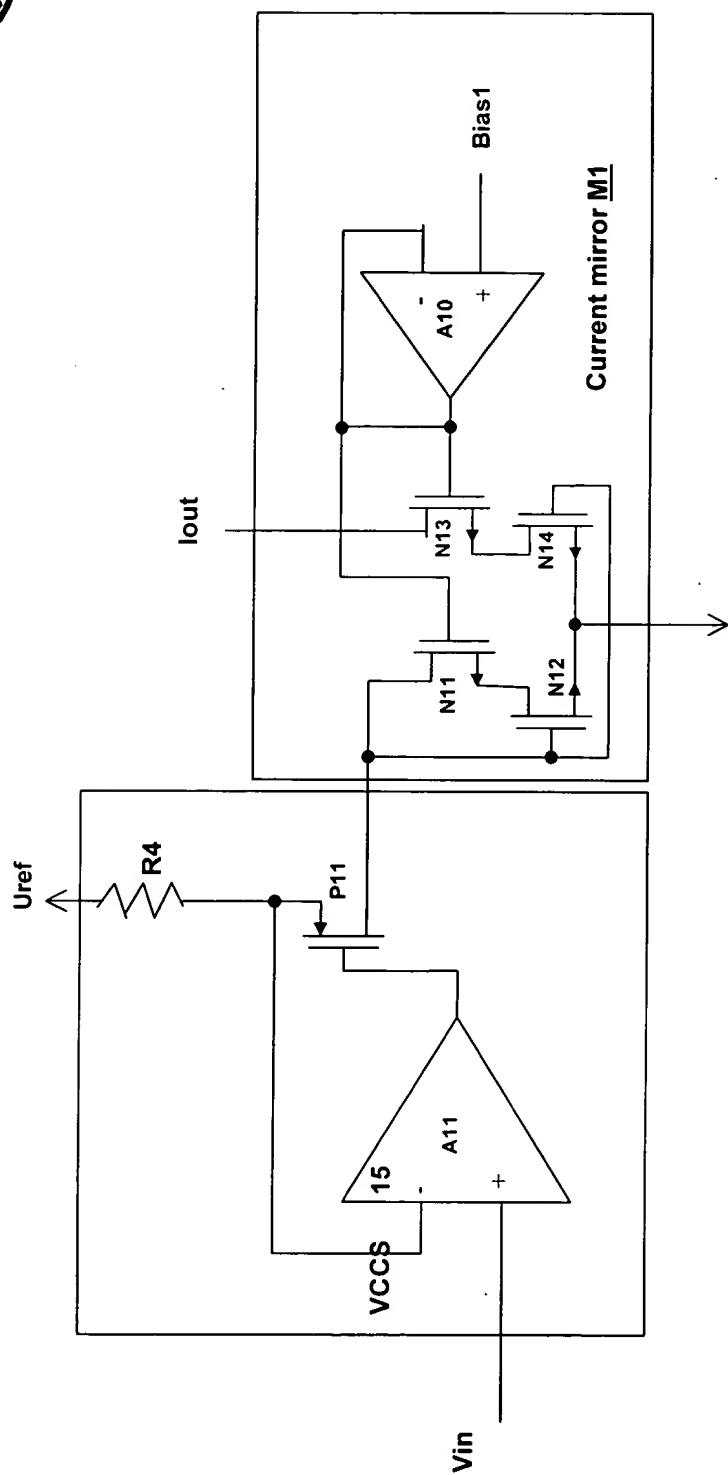 Uref
R4
P11
15
-
A11
+
VCCS
Vin
Iout
N11
N12
N13
N14
-
A10
+
Bias1
Current mirror M1